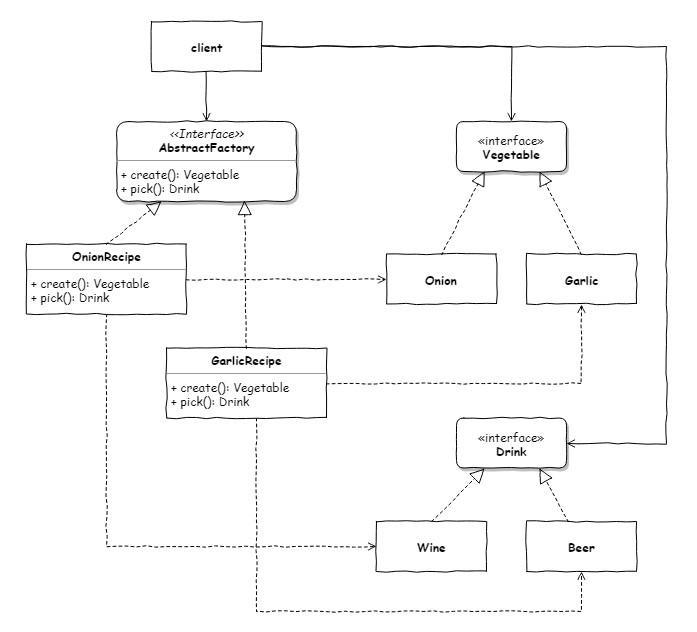 client
«Interface»
AbstractFactory
+ create(): Vegetable
+ pick(): Drink
«interface»
Vegetable
OnionRecipe
+ create(): Vegetable
+ pick(): Drink
Onion
Garlic
GarlicRecipe
+ create(): Vegetable
+ pick(): Drink
«interface»
Drink
Wine
Beer